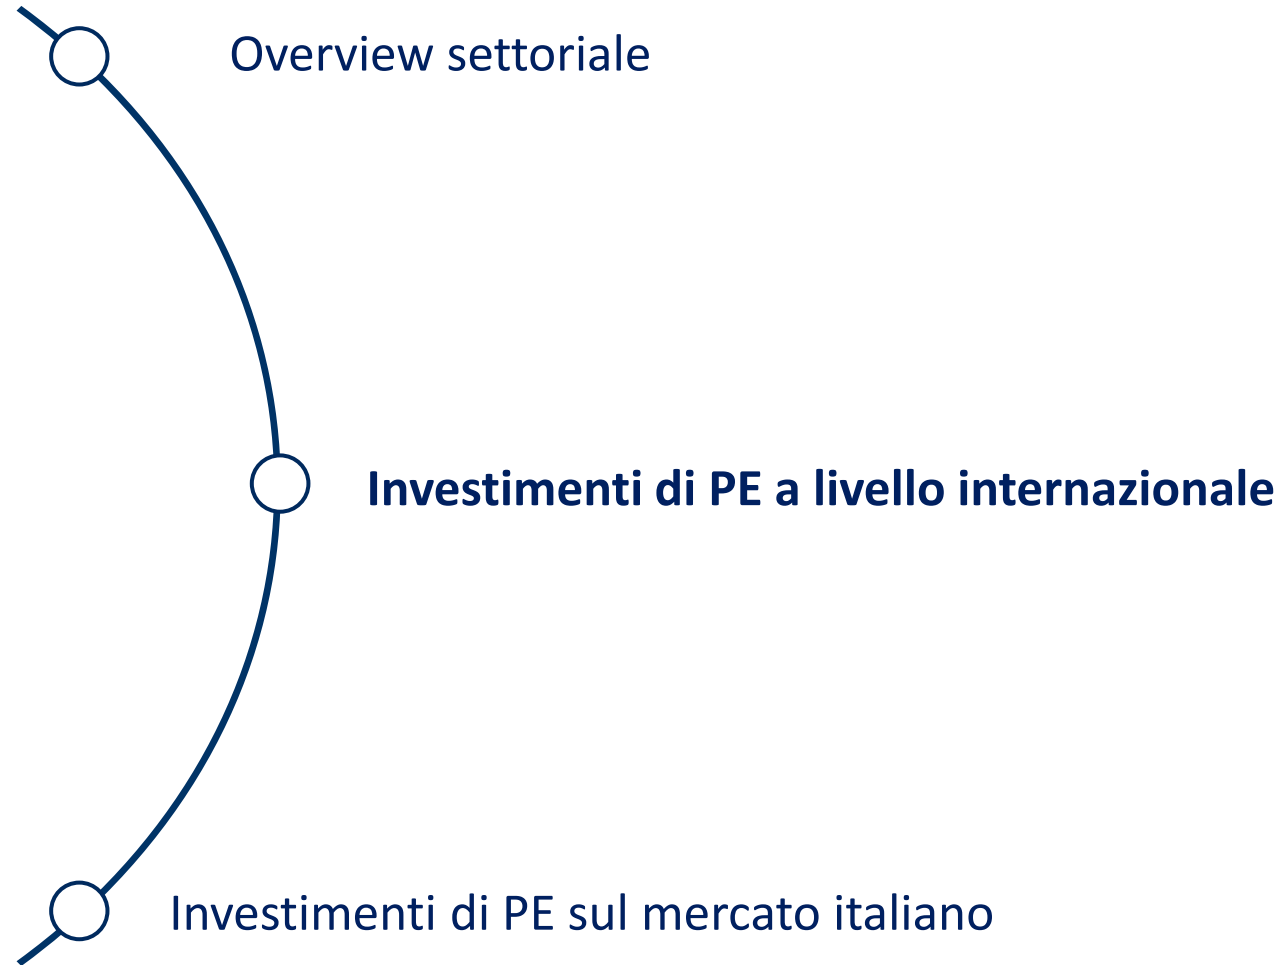 Overview settoriale
Investimenti di PE a livello internazionale
Investimenti di PE sul mercato italiano